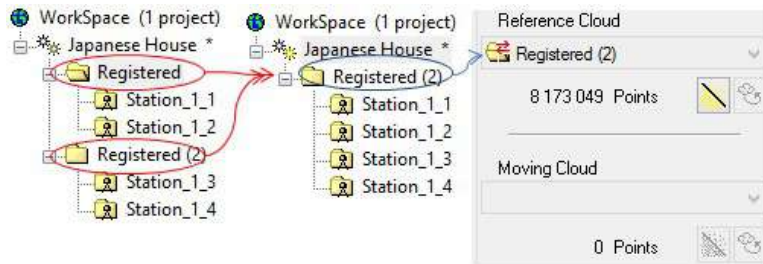 WorkSpace (1 project)
Japanese House *
Registered
Station_1_1
Station_1_2
Registered (2)
Station_1_3
Station_1_4
WorkSpace (1 project)
Japanese House *
Registered (2)
Station_1_1
Station_1_2
Station_1_3
Station_1_4
Reference Cloud
Registered (2)
8 173 049 Points
Moving Cloud
0 Points